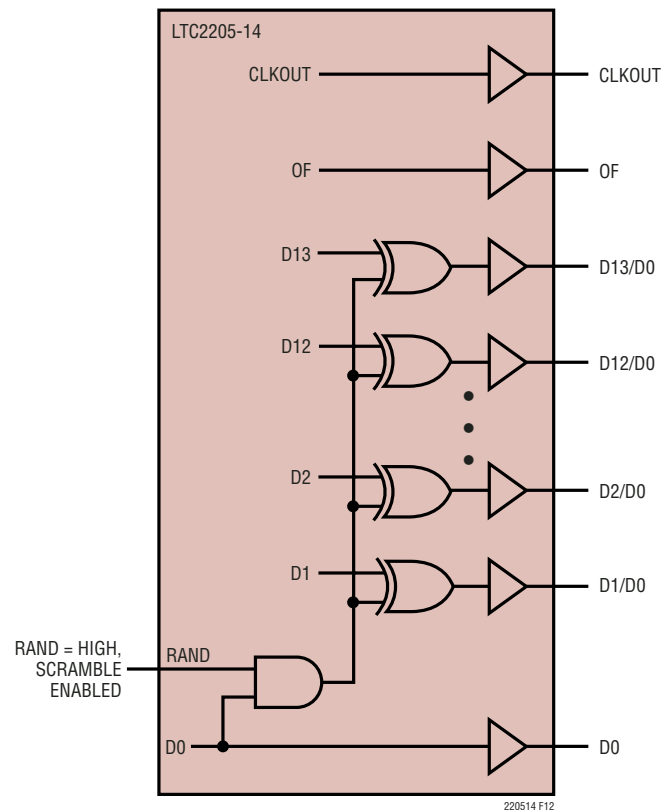 LTC2205-14
CLKOUT
CLKOUT
OF
OF
D13
D13/D0
D12
D12/D0
D2
D2/D0
D1
D1/D0
RAND = HIGH,
SCRAMBLE
ENABLED
RAND
D0
D0
220514 F12